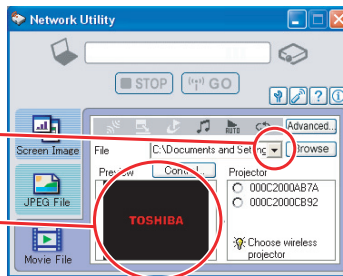 Network Utility
STOP
GO
?
Advanced...
Screen Image
File
C:\Documents and Setting
Browse
Preview
Control...
Projector
000C2000AB7A
000C2000CB92
TOSHIBA
JPEG File
Choose wireless
projector
Movie File
AUTO